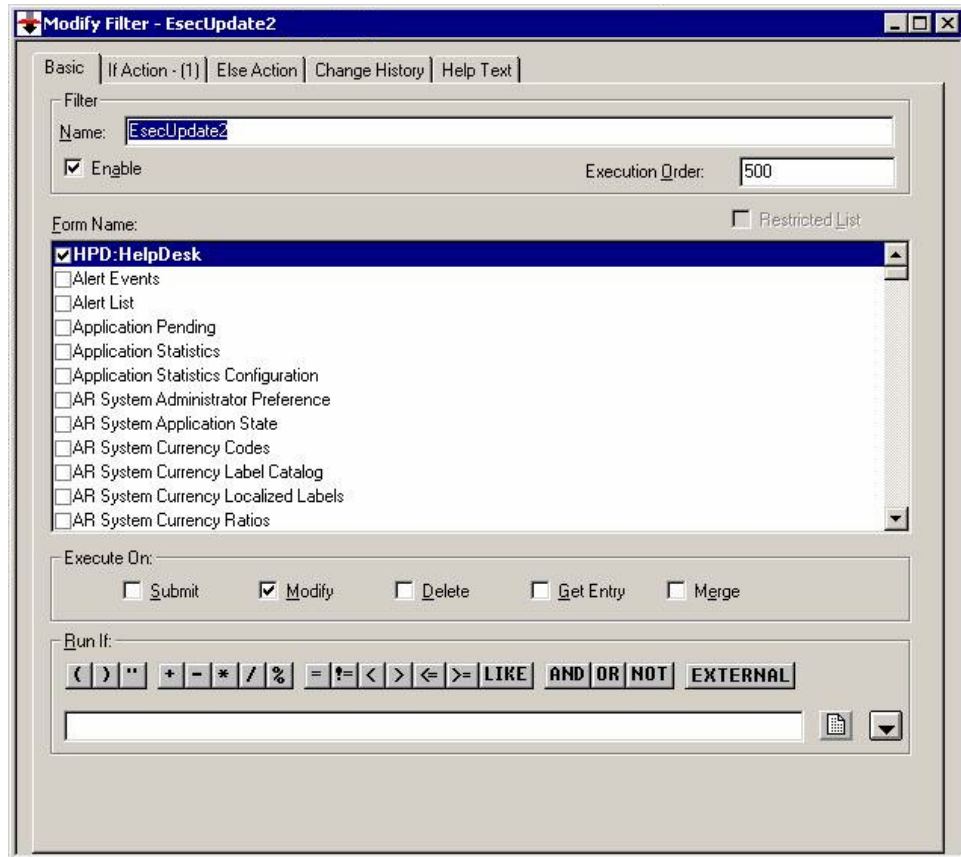 Modify Filter - EsecUpdate2
Basic If Action - (1) Else Action Change History Help Text
Filter
Name: EsecUpdate2
Enable Execution Order: 500
Form Name: Restricted List
HPD:HelpDesk
Alert Events
Alert List
Application Pending
Application Statistics
Application Statistics Configuration
AR System Administrator Preference
AR System Application State
AR System Currency Codes
AR System Currency Label Catalog
AR System Currency Localized Labels
AR System Currency Ratios
Execute On:
Submit Modify Delete Get Entry Merge
Run If:
( ) " + - * / % = != < > <= >= LIKE AND OR NOT EXTERNAL